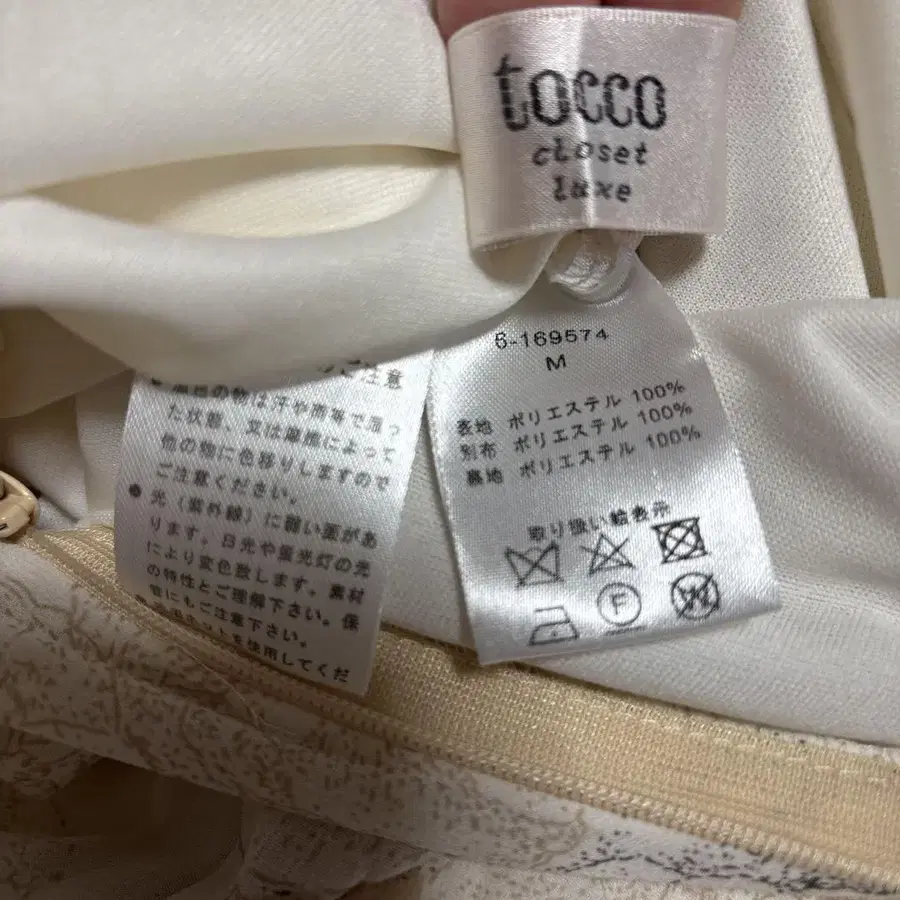 tocco
closet
luxe
6-169574
M
表地 ポリエステル 100%
別布 ポリエステル 100%
裏地 ポリエステル 100%
取り扱い絵表示
F
W
ご注意
の物は汗や雨等で湿っ
た状態、又は摩擦によって
他の物に色移りしますので
ご注意ください。
● 光（紫外線）に弱い面があ
ります。日光や蛍光灯の光
により変色致します。素材
の特性とご理解下さい。保
管にもご注意下さい。
を使用してくだ